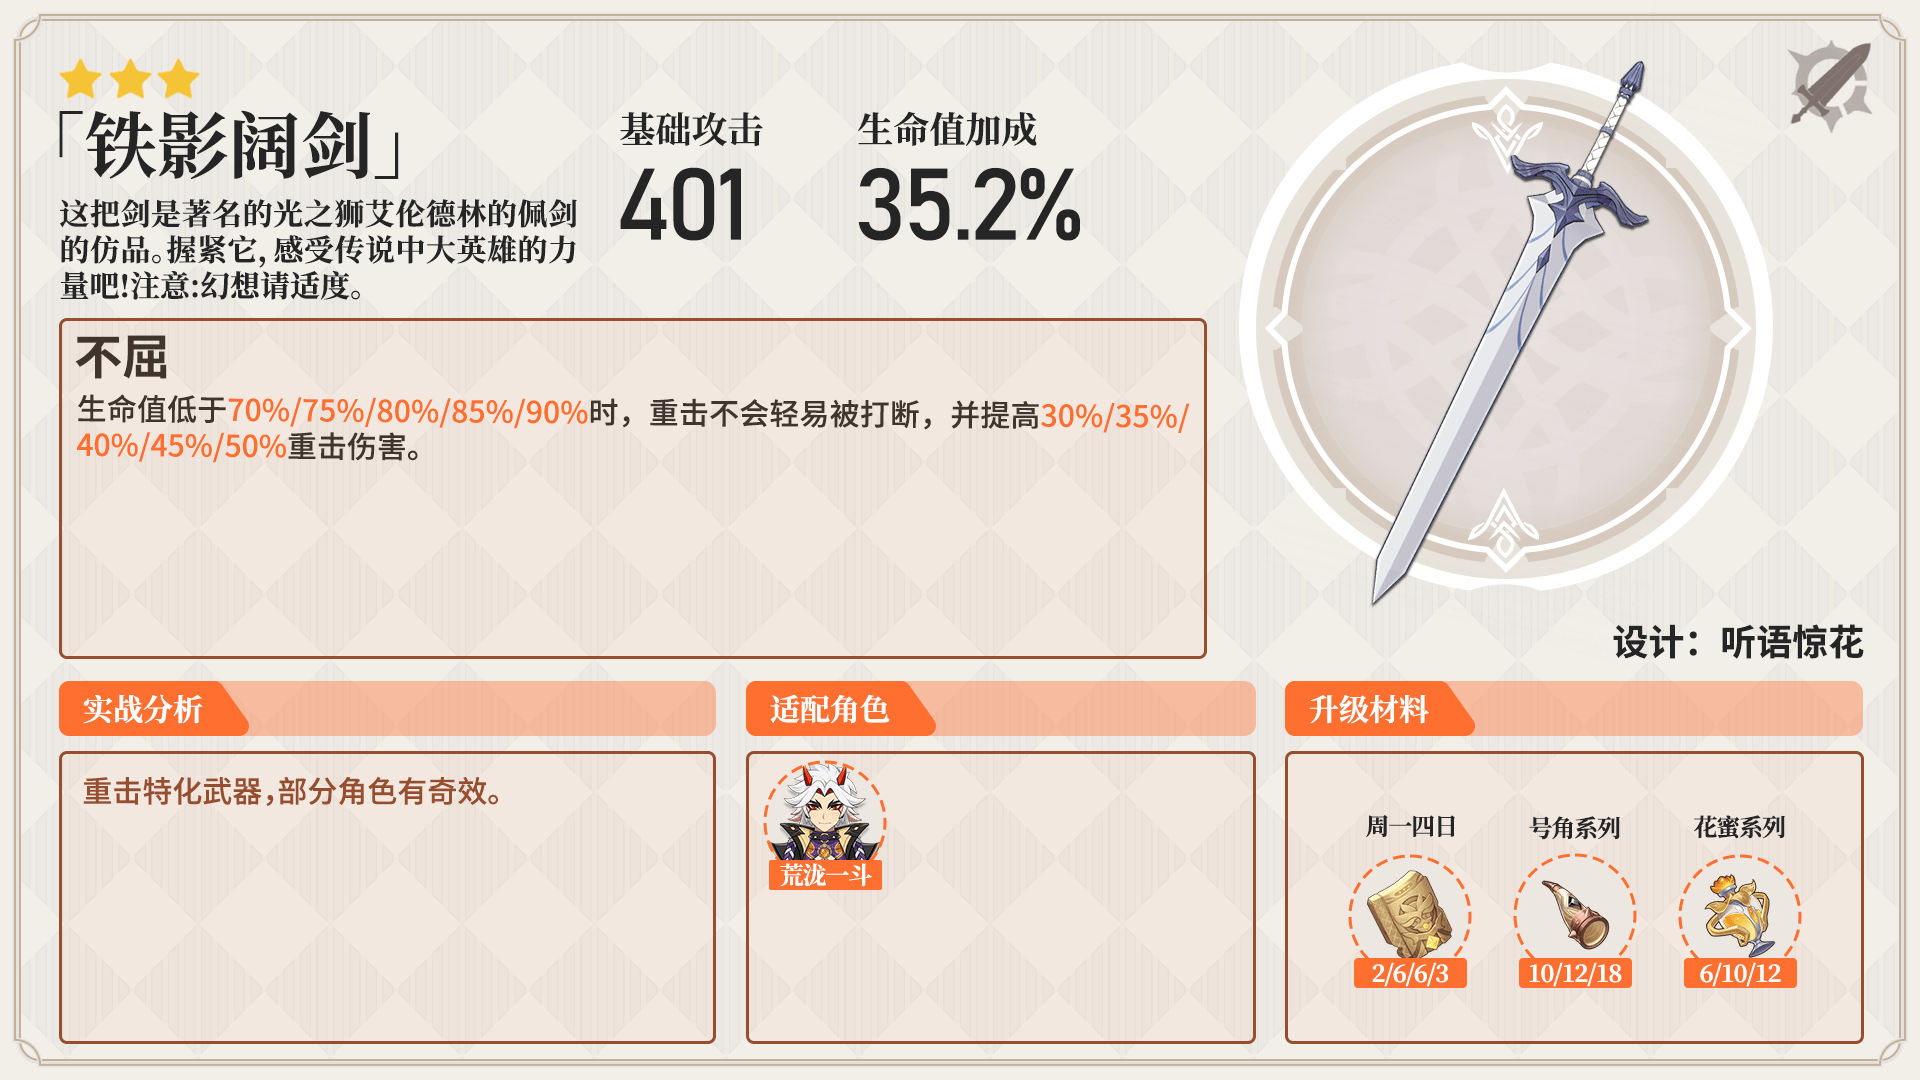 「铁影阔剑」
这把剑是著名的光之狮艾伦德林的佩剑
的仿品。握紧它,感受传说中大英雄的力
量吧!注意:幻想请适度。
基础攻击
401
生命值加成
35.2%
不屈
生命值低于70%/75%/80%/85%/90%时，重击不会轻易被打断，并提高30%/35%/
40%/45%/50%重击伤害。
设计：听语惊花
实战分析
重击特化武器,部分角色有奇效。
适配角色
荒泷一斗
升级材料
周一四日
2/6/6/3
号角系列
10/12/18
花蜜系列
6/10/12